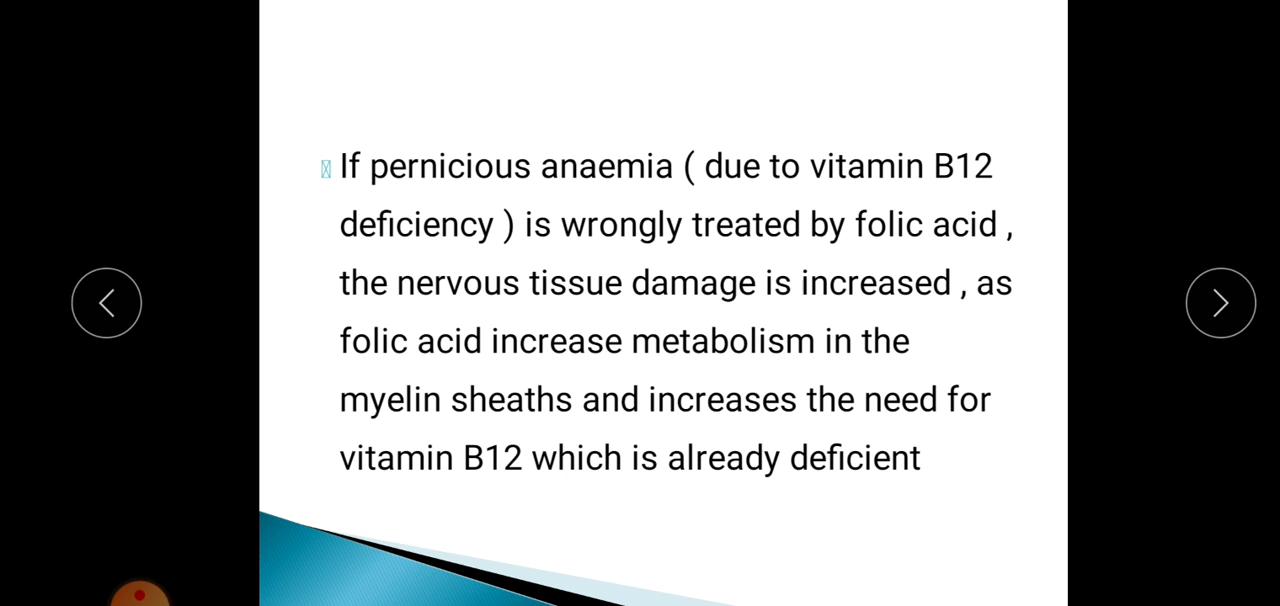 If pernicious anaemia ( due to vitamin B12
deficiency ) is wrongly treated by folic acid ,
the nervous tissue damage is increased , as
folic acid increase metabolism in the
myelin sheaths and increases the need for
vitamin B12 which is already deficient